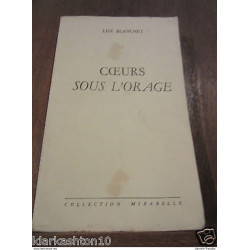 LISE BLANCHET
CŒURS
SOUS L'ORAGE
COLLECTION MIRABELLE
idarkashton10